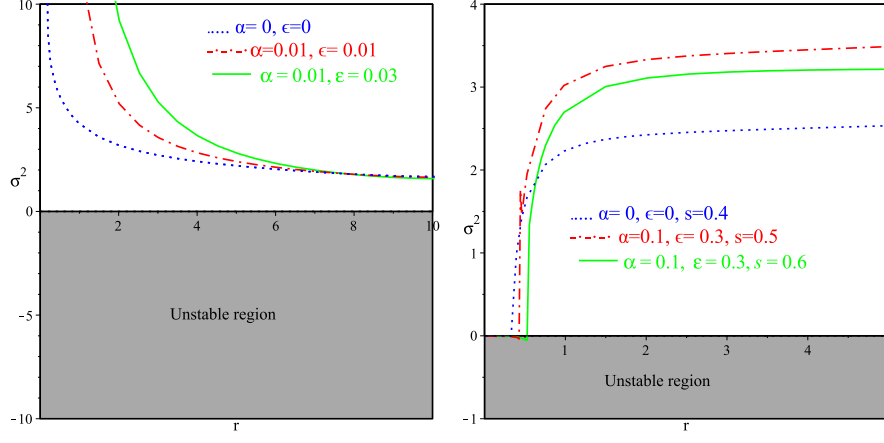 10
5
0
-5
-10
σ²
2
4
6
8
10
r
α= 0, ϵ=0
α=0.01, ϵ= 0.01
α = 0.01, ε = 0.03
Unstable region
4
3
2
1
0
-1
σ²
1
2
3
4
r
α= 0, ϵ=0, s=0.4
α=0.1, ϵ= 0.3, s=0.5
α = 0.1, ε = 0.3, s = 0.6
Unstable region